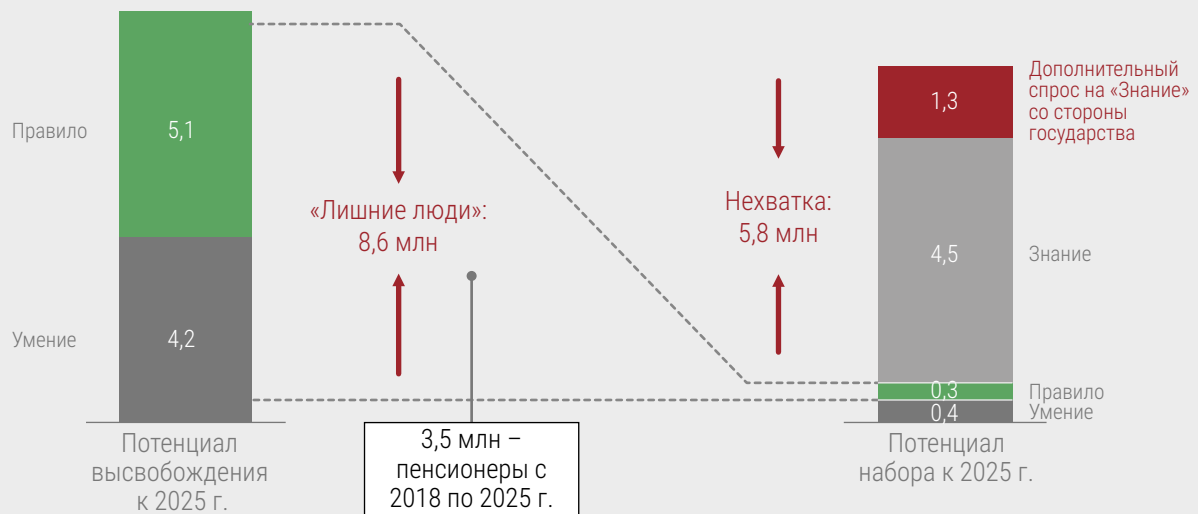 Правило
5,1
Умение
4,2
Потенциал
высвобождения
к 2025 г.
«Лишние люди»:
8,6 млн
3,5 млн –
пенсионеры с
2018 по 2025 г.
Нехватка:
5,8 млн
1,3
Дополнительный
спрос на «Знание»
со стороны
государства
4,5
Знание
0,3
Правило
0,4
Умение
Потенциал
набора к 2025 г.